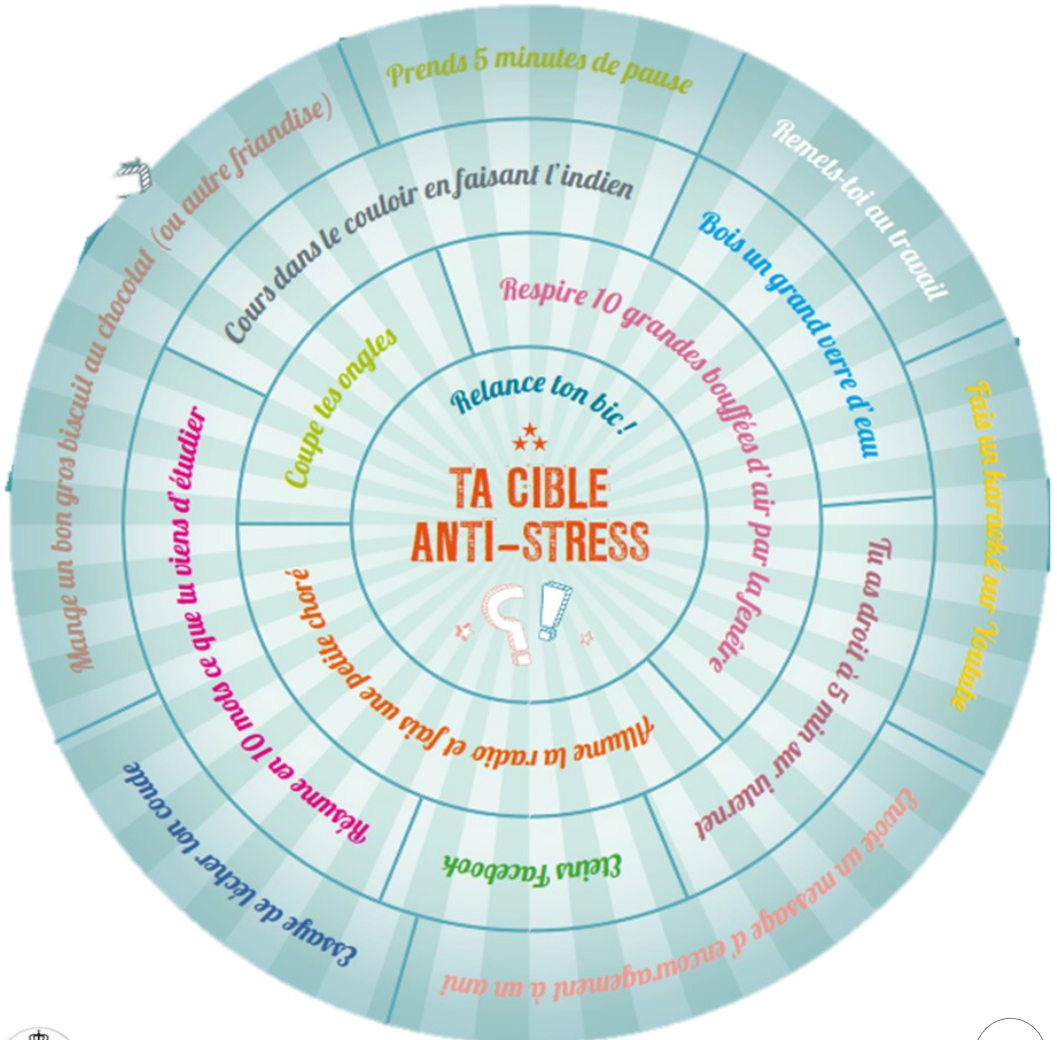 Prends 5 minutes de pause
Remets-toi au travail
Fais un karaoké sur Youtube
Envoie un message d'encouragement à un ami
Essaye de lécher ton coude
Mange un bon gros biscuit au chocolat (ou autre friandise)
Cours dans le couloir en faisant l'indien
Bois un grand verre d'eau
Tu as droit à 5 min sur internet
Eteins Facebook
Résume en 10 mots ce que tu viens d'étudier
Coupe tes ongles
Respire 10 grandes bouffées d'air par la fenêtre
Allume la radio et fais une petite choré
Relance ton bic!
TA CIBLE
ANTI-STRESS
?!